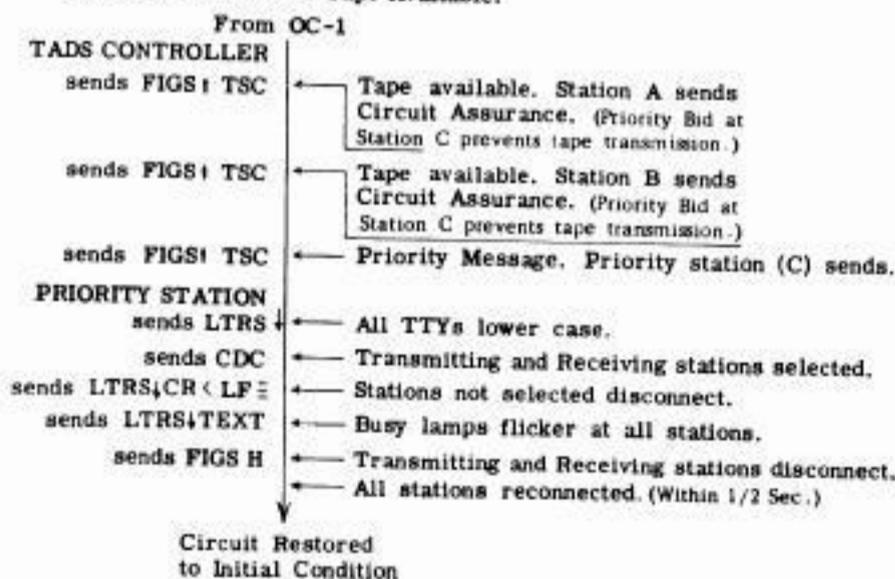 From OC-1
TADS CONTROLLER
sends FIGS↑ TSC Tape available. Station A sends
Circuit Assurance. (Priority Bid at
Station C prevents tape transmission.)
sends FIGS↑ TSC Tape available. Station B sends
Circuit Assurance. (Priority Bid at
Station C prevents tape transmission.)
sends FIGS↑ TSC Priority Message. Priority station (C) sends.
PRIORITY STATION
sends LTRS↓ All TTYs lower case.
sends CDC Transmitting and Receiving stations selected.
sends LTRS↓CR < LF ≡ Stations not selected disconnect.
sends LTRS↓TEXT Busy lamps flicker at all stations.
sends FIGS H Transmitting and Receiving stations disconnect.
All stations reconnected. (Within 1/2 Sec.)
Circuit Restored
to Initial Condition